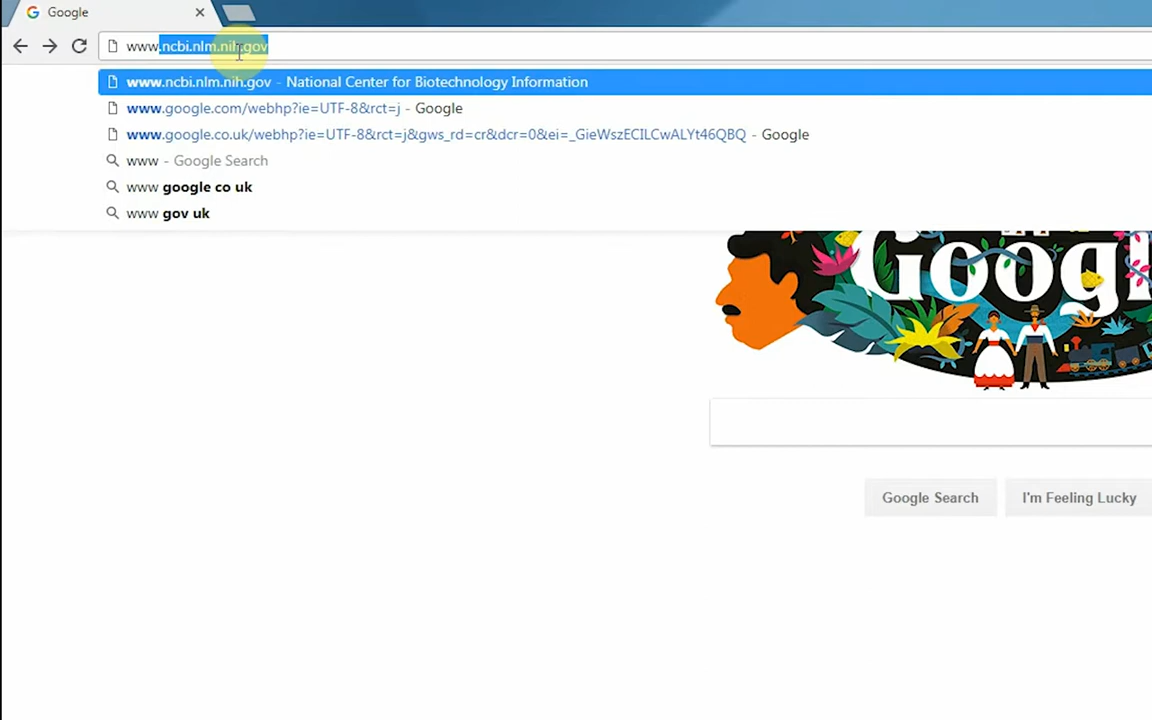 Google
www.ncbi.nlm.nih.gov
www.ncbi.nlm.nih.gov - National Center for Biotechnology Information
www.google.com/webhp?ie=UTF-8&rct=j - Google
www.google.co.uk/webhp?ie=UTF-8&rct=j&gws_rd=cr&dcr=0&ei=_GieWszECILCwALYt46QBQ - Google
www - Google Search
www google co uk
www gov uk
Googl
Google Search
I'm Feeling Lucky